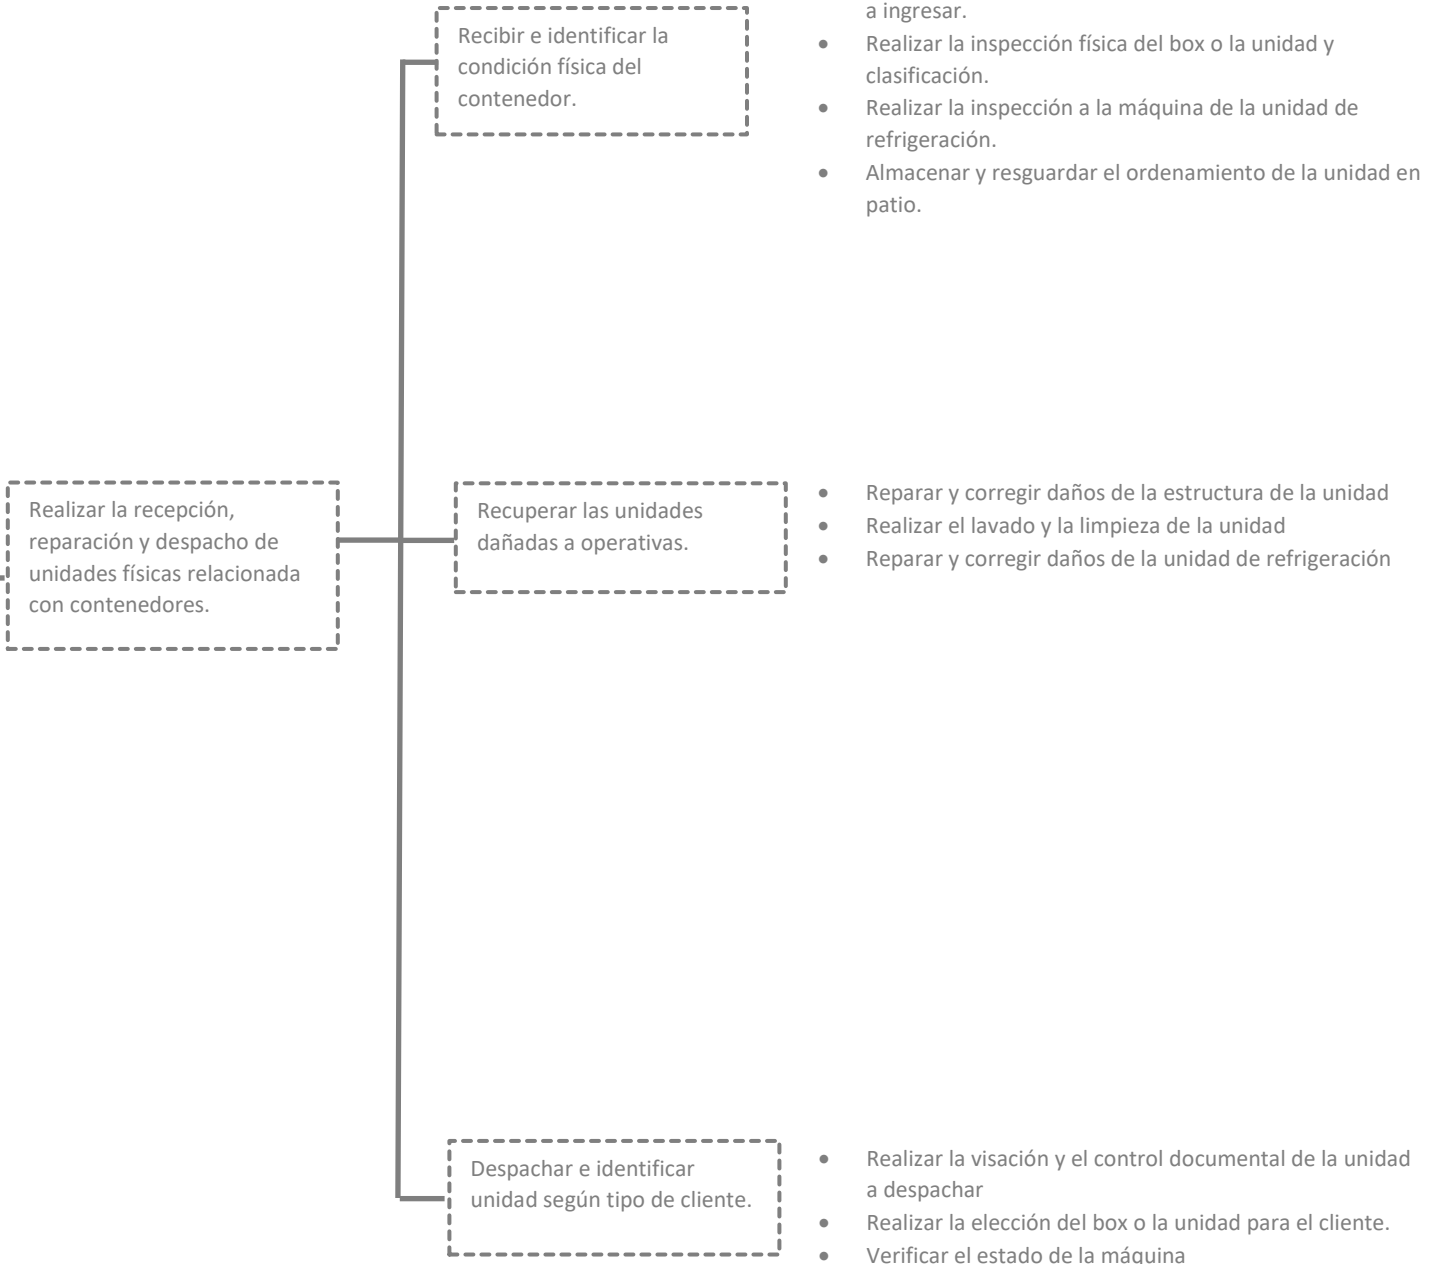 a ingresar.
Recibir e identificar la
condición física del
contenedor.
• Realizar la inspección física del box o la unidad y
clasificación.
• Realizar la inspección a la máquina de la unidad de
refrigeración.
• Almacenar y resguardar el ordenamiento de la unidad en
patio.
Realizar la recepción,
reparación y despacho de
unidades físicas relacionada
con contenedores.
Recuperar las unidades
dañadas a operativas.
• Reparar y corregir daños de la estructura de la unidad
• Realizar el lavado y la limpieza de la unidad
• Reparar y corregir daños de la unidad de refrigeración
Despachar e identificar
unidad según tipo de cliente.
• Realizar la visación y el control documental de la unidad
a despachar
• Realizar la elección del box o la unidad para el cliente.
• Verificar el estado de la máquina